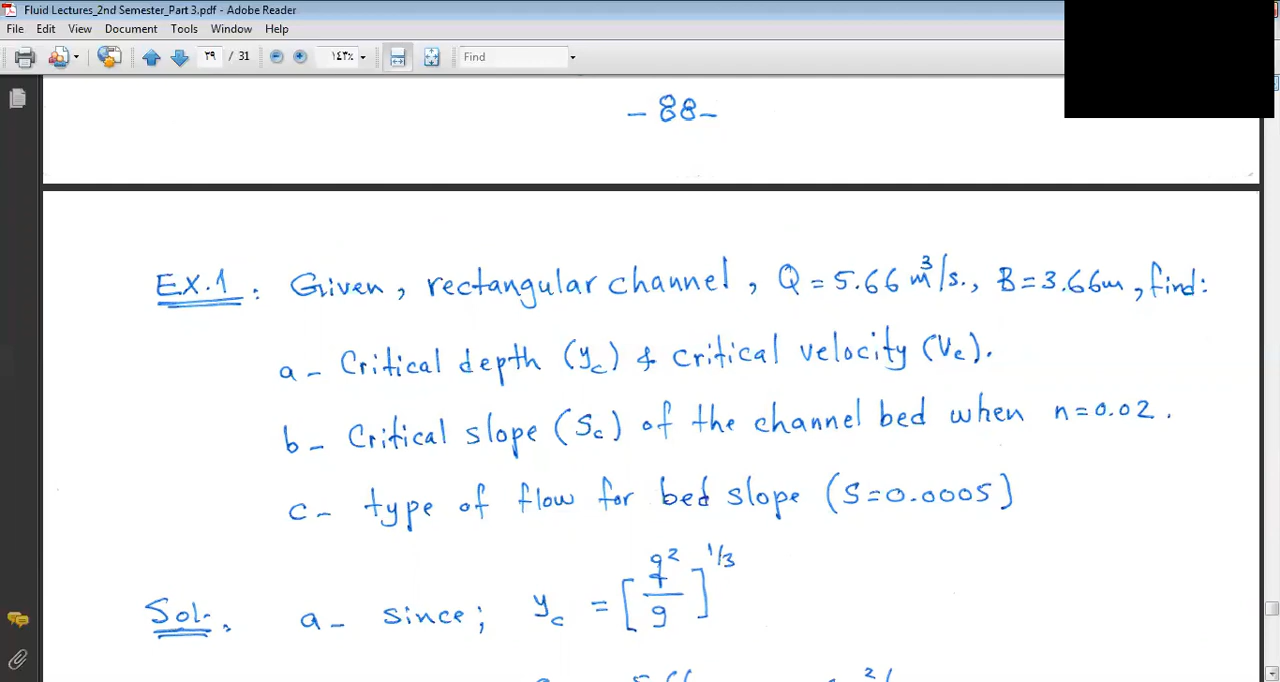 Fluid Lectures_2nd Semester_Part 3.pdf - Adobe Reader
File Edit View Document Tools Window Help
٢٩ / 31 ١٤٣% Find
- 88 -
Ex.1: Given, rectangular channel, Q = 5.66 m³/s., B = 3.66m, find:
a - Critical depth (yc) & critical velocity (Vc).
b - Critical slope (Sc) of the channel bed when n = 0.02.
c - type of flow for bed slope (S = 0.0005)
Sol. a - since; yc = [q²/g]^1/3